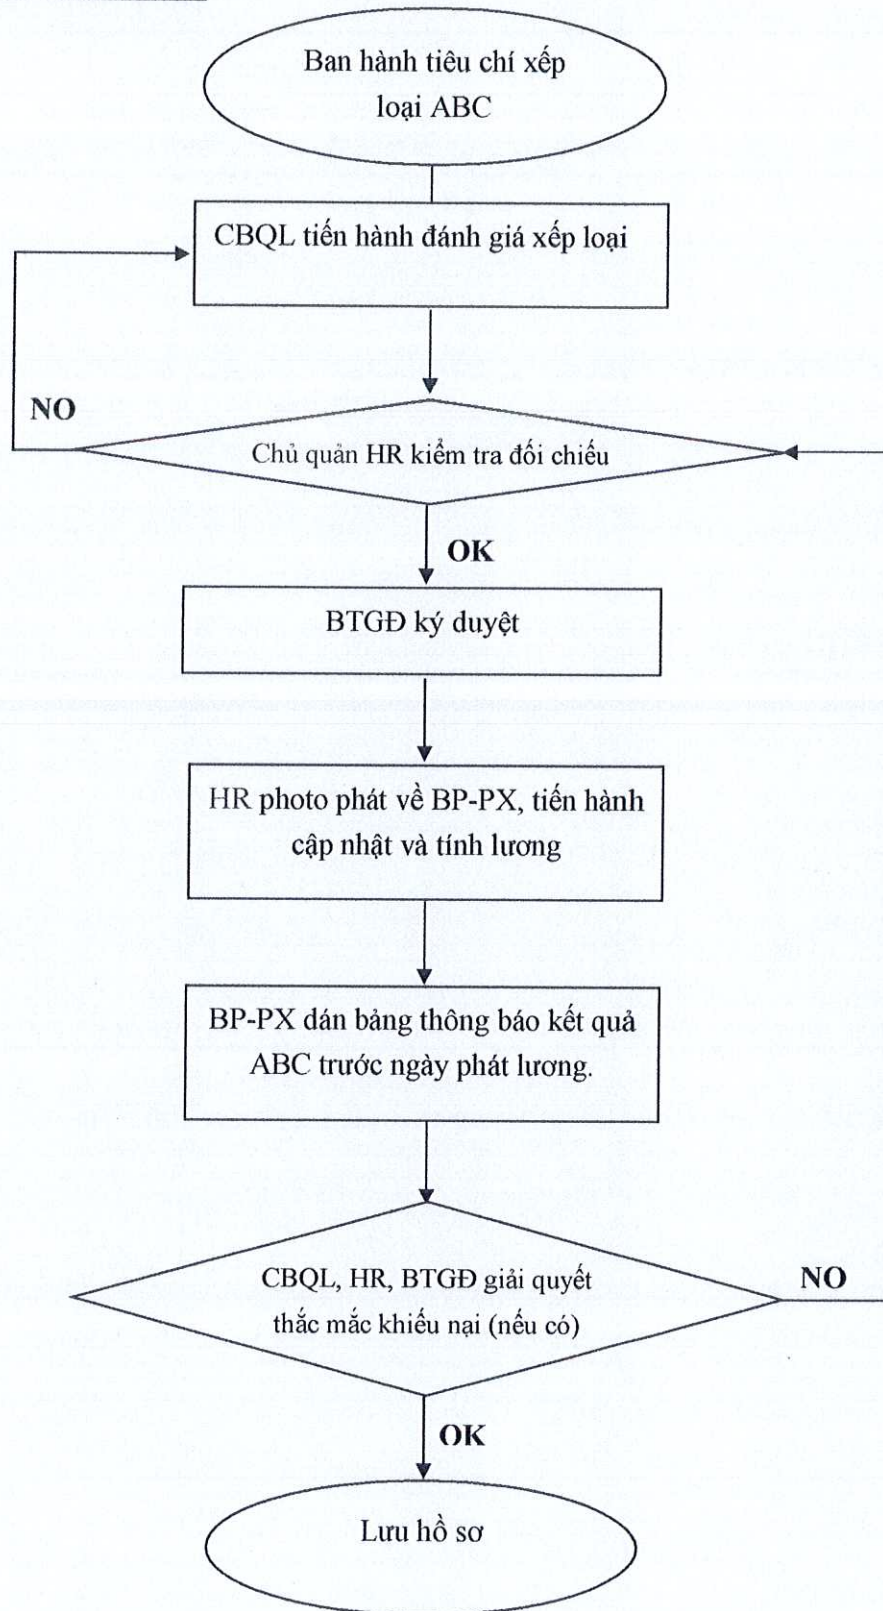 Ban hành tiêu chí xếp
loại ABC
CBQL tiến hành đánh giá xếp loại
NO
Chủ quản HR kiểm tra đối chiếu
OK
BTGĐ ký duyệt
HR photo phát về BP-PX, tiến hành
cập nhật và tính lương
BP-PX dán bảng thông báo kết quả
ABC trước ngày phát lương.
CBQL, HR, BTGĐ giải quyết
thắc mắc khiếu nại (nếu có)
NO
OK
Lưu hồ sơ